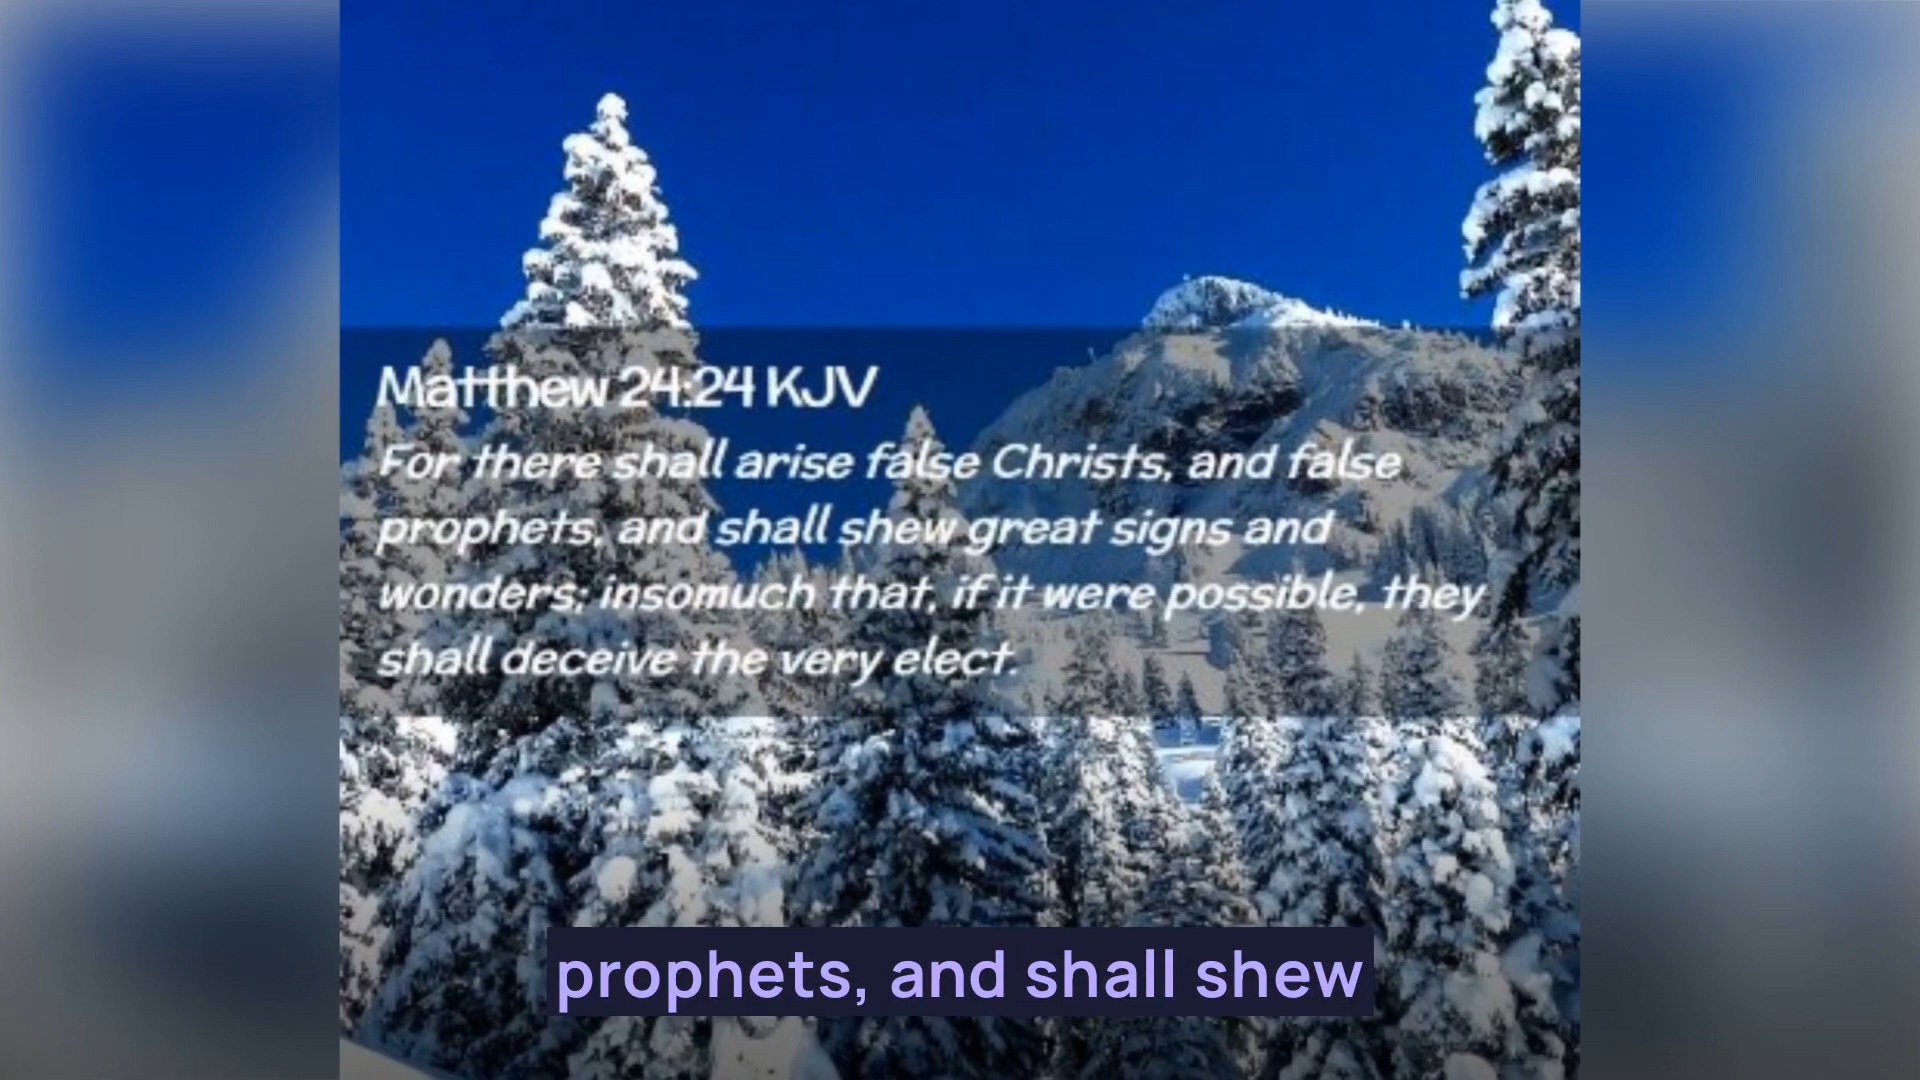 Matthew 24:24 KJV
For there shall arise false Christs, and false
prophets, and shall shew great signs and
wonders; insomuch that, if it were possible, they
shall deceive the very elect.
prophets, and shall shew